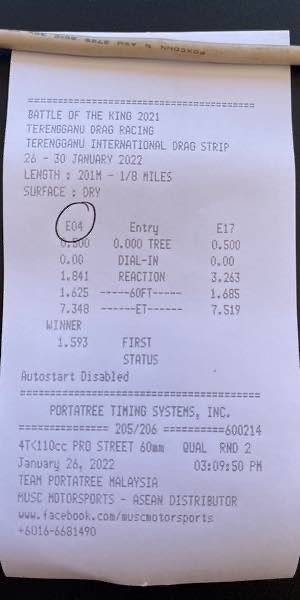 FOXCONN
BATTLE OF THE KING 2021
TERENGGANU DRAG RACING
TERENGGANU INTERNATIONAL DRAG STRIP
26 - 30 JANUARY 2022
LENGTH : 201M - 1/8 MILES
SURFACE : DRY
E04 Entry E17
0.500 0.000 TREE 0.500
0.00 DIAL-IN 0.00
1.841 REACTION 3.263
1.625 -----60FT----- 1.685
7.348 ------ET------ 7.519
WINNER
1.593 FIRST
STATUS
Autostart Disabled
PORTATREE TIMING SYSTEMS, INC.
=============== 205/206 ==========600214
4T<110cc PRO STREET 60mm QUAL RND 2
January 26, 2022 03:09:50 PM
TEAM PORTATREE MALAYSIA
MUSC MOTORSPORTS - ASEAN DISTRIBUTOR
www.facebook.com/muscmotorsports
+6016-6681490